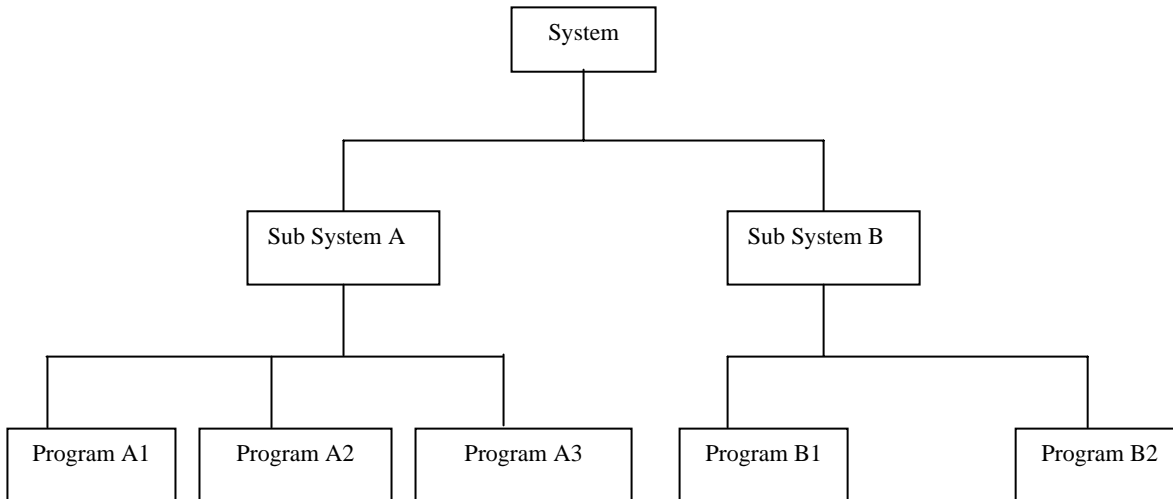 System
Sub System A
Sub System B
Program A1
Program A2
Program A3
Program B1
Program B2